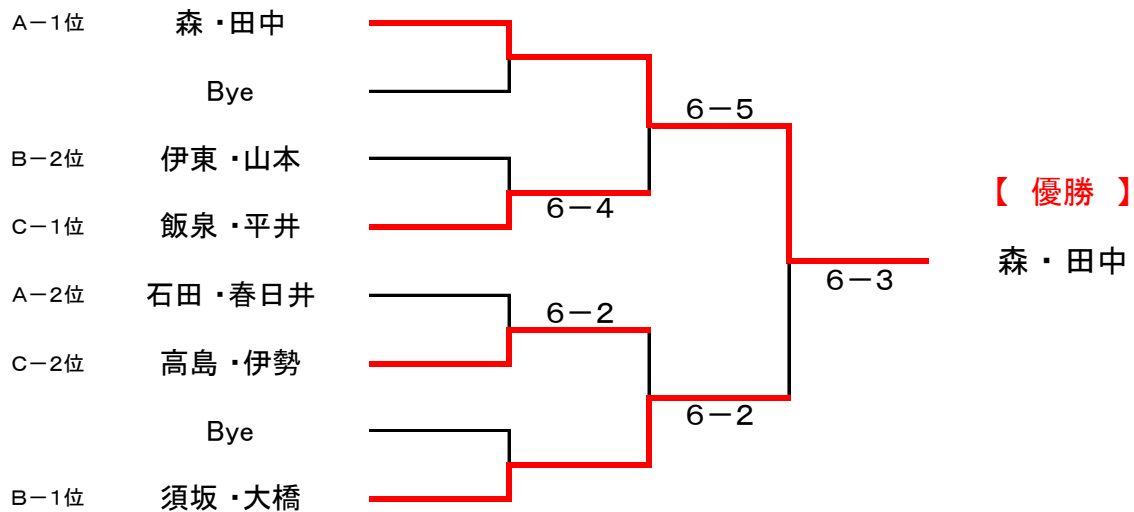 A－1位 森・田中
Bye
6－5
B－2位 伊東・山本
【 優勝 】
6－4
C－1位 飯泉・平井
森・田中
6－3
A－2位 石田・春日井
6－2
C－2位 高島・伊勢
6－2
Bye
B－1位 須坂・大橋